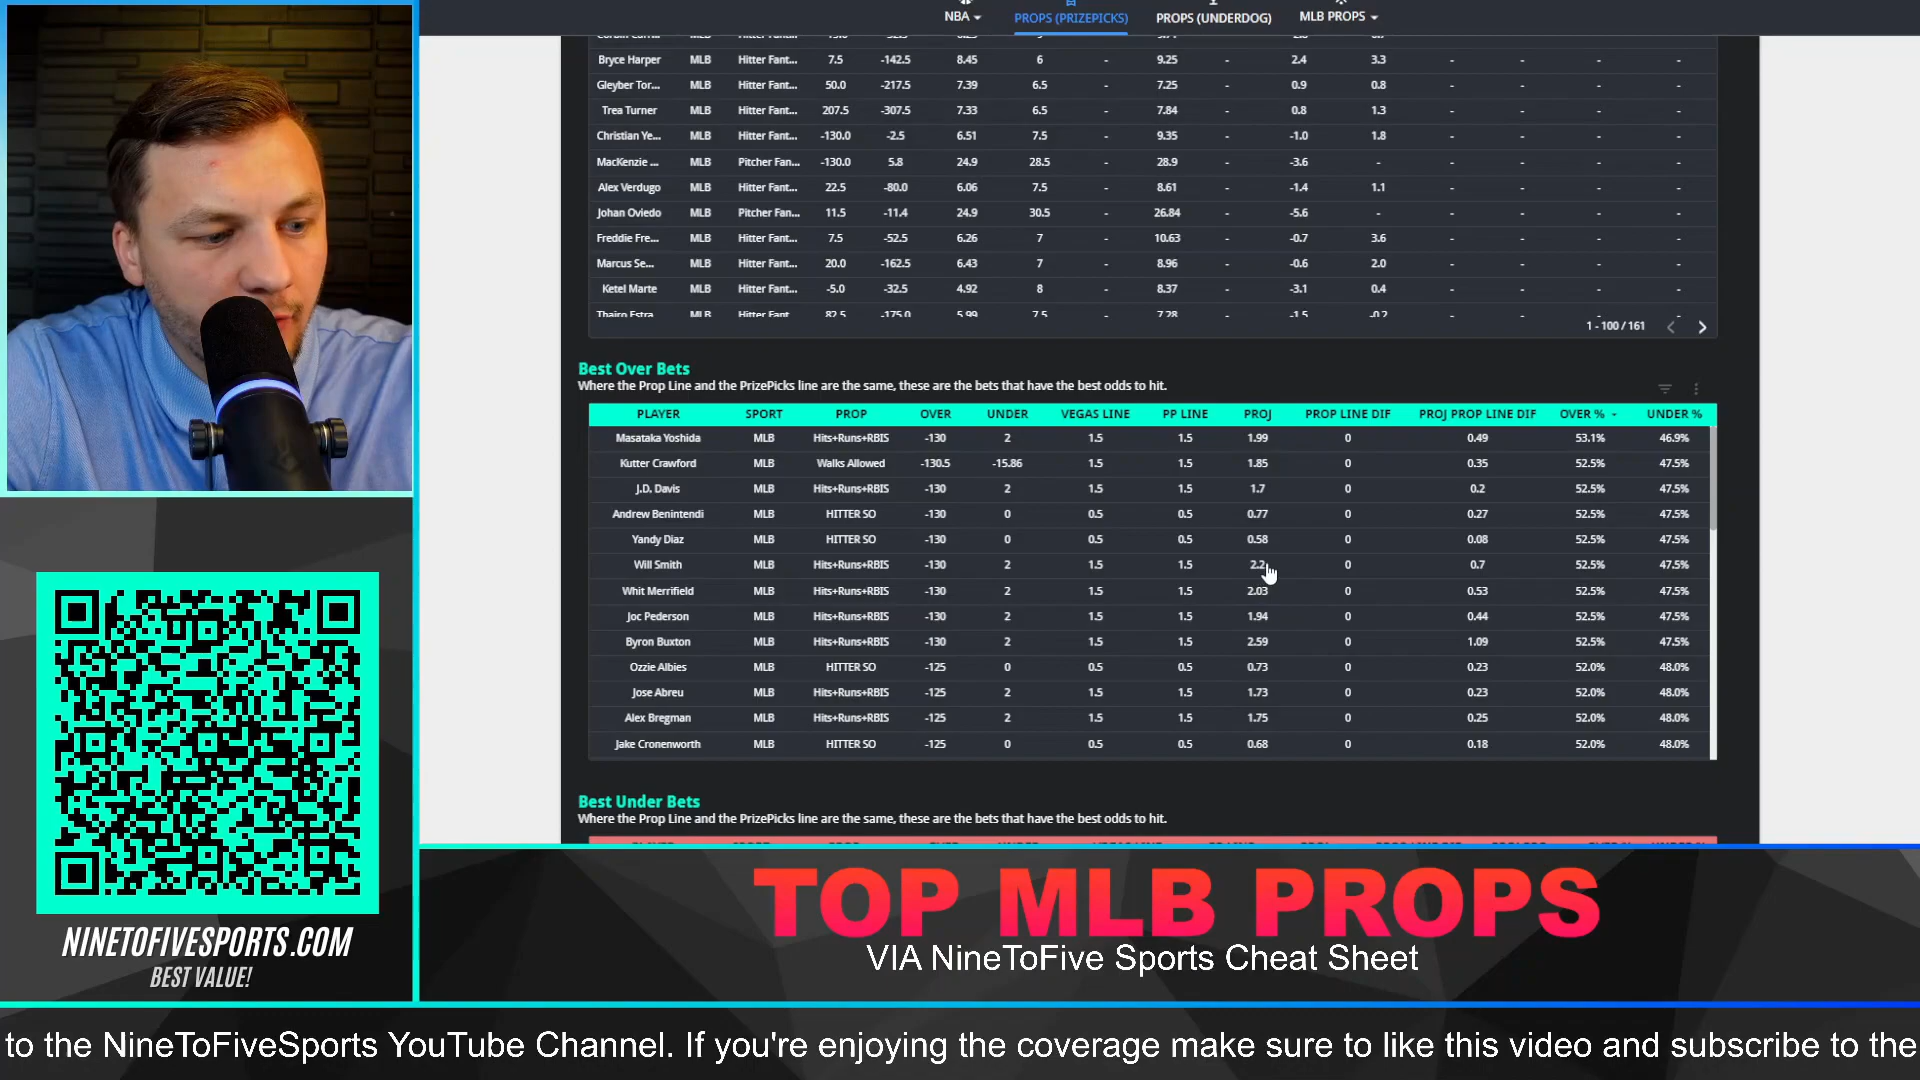 NBA
PROPS (PRIZEPICKS)
PROPS (UNDERDOG)
MLB PROPS
Bryce Harper MLB Hitter Fant... 7.5 -142.5 8.45 6 - 9.25 - 2.4 3.3 - - - -
Gleyber Tor... MLB Hitter Fant... 50.0 -217.5 7.39 6.5 - 7.25 - 0.9 0.8 - - - -
Trea Turner MLB Hitter Fant... 207.5 -307.5 7.33 6.5 - 7.84 - 0.8 1.3 - - - -
Christian Ye... MLB Hitter Fant... -130.0 -2.5 6.51 7.5 - 9.35 - -1.0 1.8 - - - -
MacKenzie ... MLB Pitcher Fan... -130.0 5.8 24.9 28.5 - 28.9 - -3.6 - - - - -
Alex Verdugo MLB Hitter Fant... 22.5 -80.0 6.06 7.5 - 8.61 - -1.4 1.1 - - - -
Johan Oviedo MLB Pitcher Fan... 11.5 -11.4 24.9 30.5 - 26.84 - -5.6 - - - - -
Freddie Fre... MLB Hitter Fant... 7.5 -52.5 6.26 7 - 10.63 - -0.7 3.6 - - - -
Marcus Se... MLB Hitter Fant... 20.0 -162.5 6.43 7 - 8.96 - -0.6 2.0 - - - -
Ketel Marte MLB Hitter Fant... -5.0 -32.5 4.92 8 - 8.37 - -3.1 0.4 - - - -
Thairo Estra MLB Hitter Fant 82.5 -175.0 5.99 7.5 - 7.28 - -1.5 -0.2 - - - -
1 - 100 / 161
Best Over Bets
Where the Prop Line and the PrizePicks line are the same, these are the bets that have the best odds to hit.
PLAYER SPORT PROP OVER UNDER VEGAS LINE PP LINE PROJ PROP LINE DIF PROJ PROP LINE DIF OVER % UNDER %
Masataka Yoshida MLB Hits+Runs+RBIS -130 2 1.5 1.5 1.99 0 0.49 53.1% 46.9%
Kutter Crawford MLB Walks Allowed -130.5 -15.86 1.5 1.5 1.85 0 0.35 52.5% 47.5%
J.D. Davis MLB Hits+Runs+RBIS -130 2 1.5 1.5 1.7 0 0.2 52.5% 47.5%
Andrew Benintendi MLB HITTER SO -130 0 0.5 0.5 0.77 0 0.27 52.5% 47.5%
Yandy Diaz MLB HITTER SO -130 0 0.5 0.5 0.58 0 0.08 52.5% 47.5%
Will Smith MLB Hits+Runs+RBIS -130 2 1.5 1.5 2.2 0 0.7 52.5% 47.5%
Whit Merrifield MLB Hits+Runs+RBIS -130 2 1.5 1.5 2.03 0 0.53 52.5% 47.5%
Joc Pederson MLB Hits+Runs+RBIS -130 2 1.5 1.5 1.94 0 0.44 52.5% 47.5%
Byron Buxton MLB Hits+Runs+RBIS -130 2 1.5 1.5 2.59 0 1.09 52.5% 47.5%
Ozzie Albies MLB HITTER SO -125 0 0.5 0.5 0.73 0 0.23 52.0% 48.0%
Jose Abreu MLB Hits+Runs+RBIS -125 2 1.5 1.5 1.73 0 0.23 52.0% 48.0%
Alex Bregman MLB Hits+Runs+RBIS -125 2 1.5 1.5 1.75 0 0.25 52.0% 48.0%
Jake Cronenworth MLB HITTER SO -125 0 0.5 0.5 0.68 0 0.18 52.0% 48.0%
Best Under Bets
Where the Prop Line and the PrizePicks line are the same, these are the bets that have the best odds to hit.
NINETOFIVESPORTS.COM
BEST VALUE!
TOP MLB PROPS
VIA NineToFive Sports Cheat Sheet
to the NineToFiveSports YouTube Channel. If you're enjoying the coverage make sure to like this video and subscribe to the